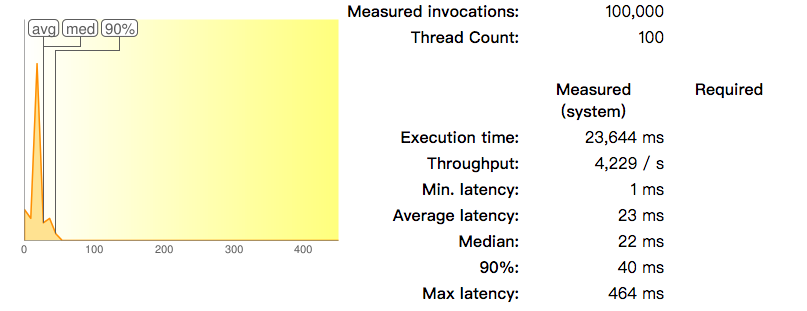 avg med 90%
0 100 200 300 400
Measured invocations: 100,000
Thread Count: 100
Measured Required
(system)
Execution time: 23,644 ms
Throughput: 4,229 / s
Min. latency: 1 ms
Average latency: 23 ms
Median: 22 ms
90%: 40 ms
Max latency: 464 ms